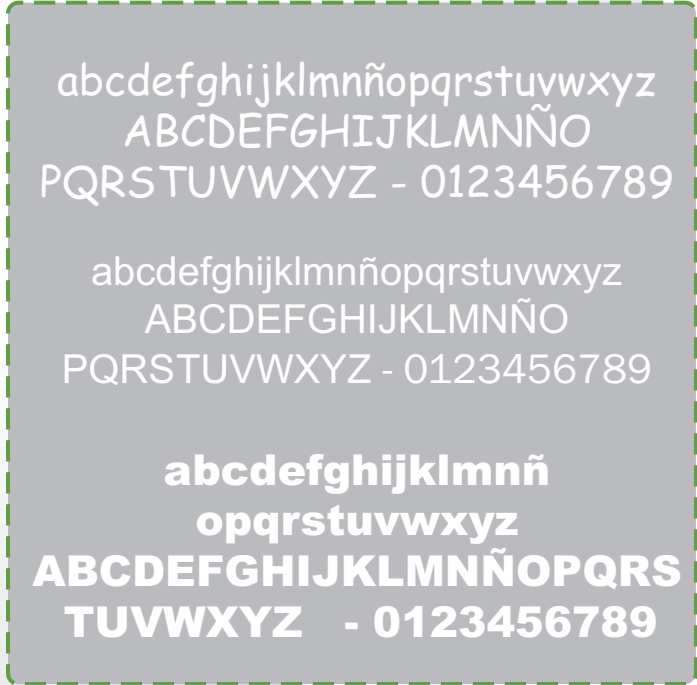 abcdefghijklmnñopqrstuvwxyz
ABCDEFGHIJKLMNÑO
PQRSTUVWXYZ - 0123456789
abcdefghijklmnñopqrstuvwxyz
ABCDEFGHIJKLMNÑO
PQRSTUVWXYZ - 0123456789
abcdefghijklmnñ
opqrstuvwxyz
ABCDEFGHIJKLMNÑOPQRS
TUVWXYZ - 0123456789